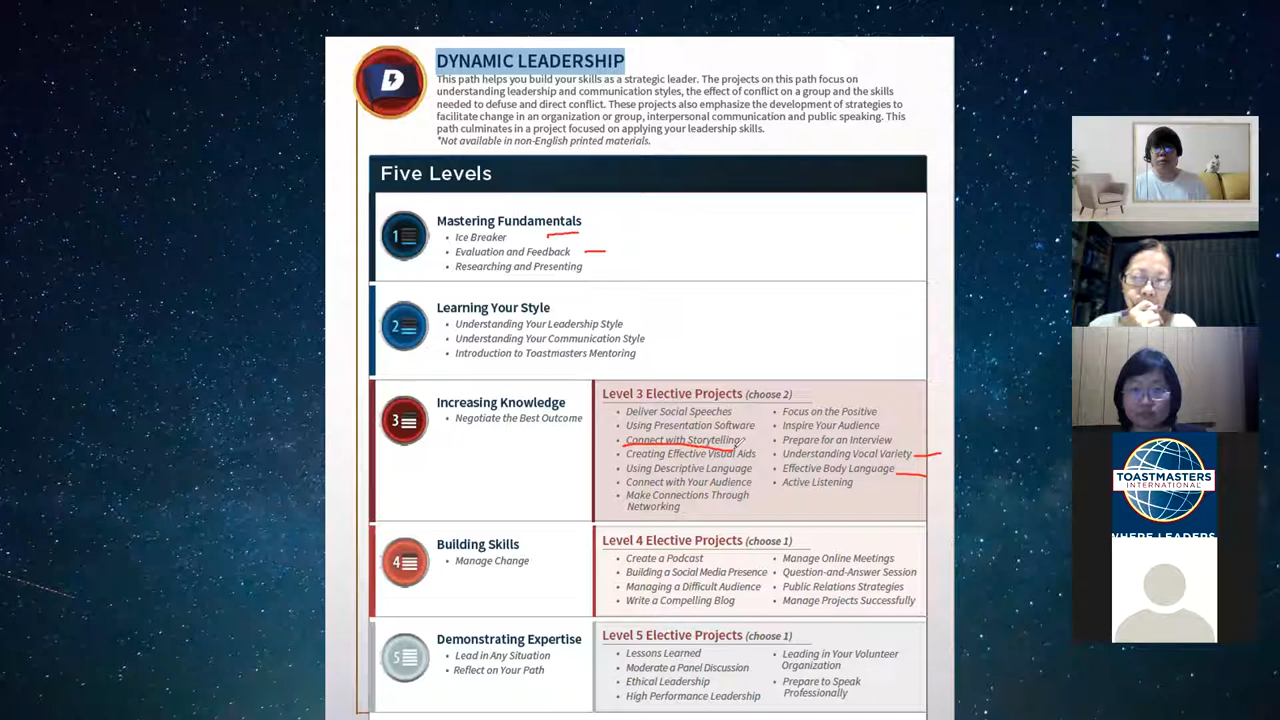 D
DYNAMIC LEADERSHIP
This path helps you build your skills as a strategic leader. The projects on this path focus on
understanding leadership and communication styles, the effect of conflict on a group and the skills
needed to defuse and direct conflict. These projects also emphasize the development of strategies to
facilitate change in an organization or group, interpersonal communication and public speaking. This
path culminates in a project focused on applying your leadership skills.
*Not available in non-English printed materials.
Five Levels
1
Mastering Fundamentals
• Ice Breaker
• Evaluation and Feedback
• Researching and Presenting
2
Learning Your Style
• Understanding Your Leadership Style
• Understanding Your Communication Style
• Introduction to Toastmasters Mentoring
3
Increasing Knowledge
• Negotiate the Best Outcome
Level 3 Elective Projects (choose 2)
• Deliver Social Speeches
• Using Presentation Software
• Connect with Storytelling
• Creating Effective Visual Aids
• Using Descriptive Language
• Connect with Your Audience
• Make Connections Through
Networking
• Focus on the Positive
• Inspire Your Audience
• Prepare for an Interview
• Understanding Vocal Variety
• Effective Body Language
• Active Listening
4
Building Skills
• Manage Change
Level 4 Elective Projects (choose 1)
• Create a Podcast
• Building a Social Media Presence
• Managing a Difficult Audience
• Write a Compelling Blog
• Manage Online Meetings
• Question-and-Answer Session
• Public Relations Strategies
• Manage Projects Successfully
5
Demonstrating Expertise
• Lead in Any Situation
• Reflect on Your Path
Level 5 Elective Projects (choose 1)
• Lessons Learned
• Moderate a Panel Discussion
• Ethical Leadership
• High Performance Leadership
• Leading in Your Volunteer
Organization
• Prepare to Speak
Professionally
TOASTMASTERS
INTERNATIONAL
WHERE LEADERS